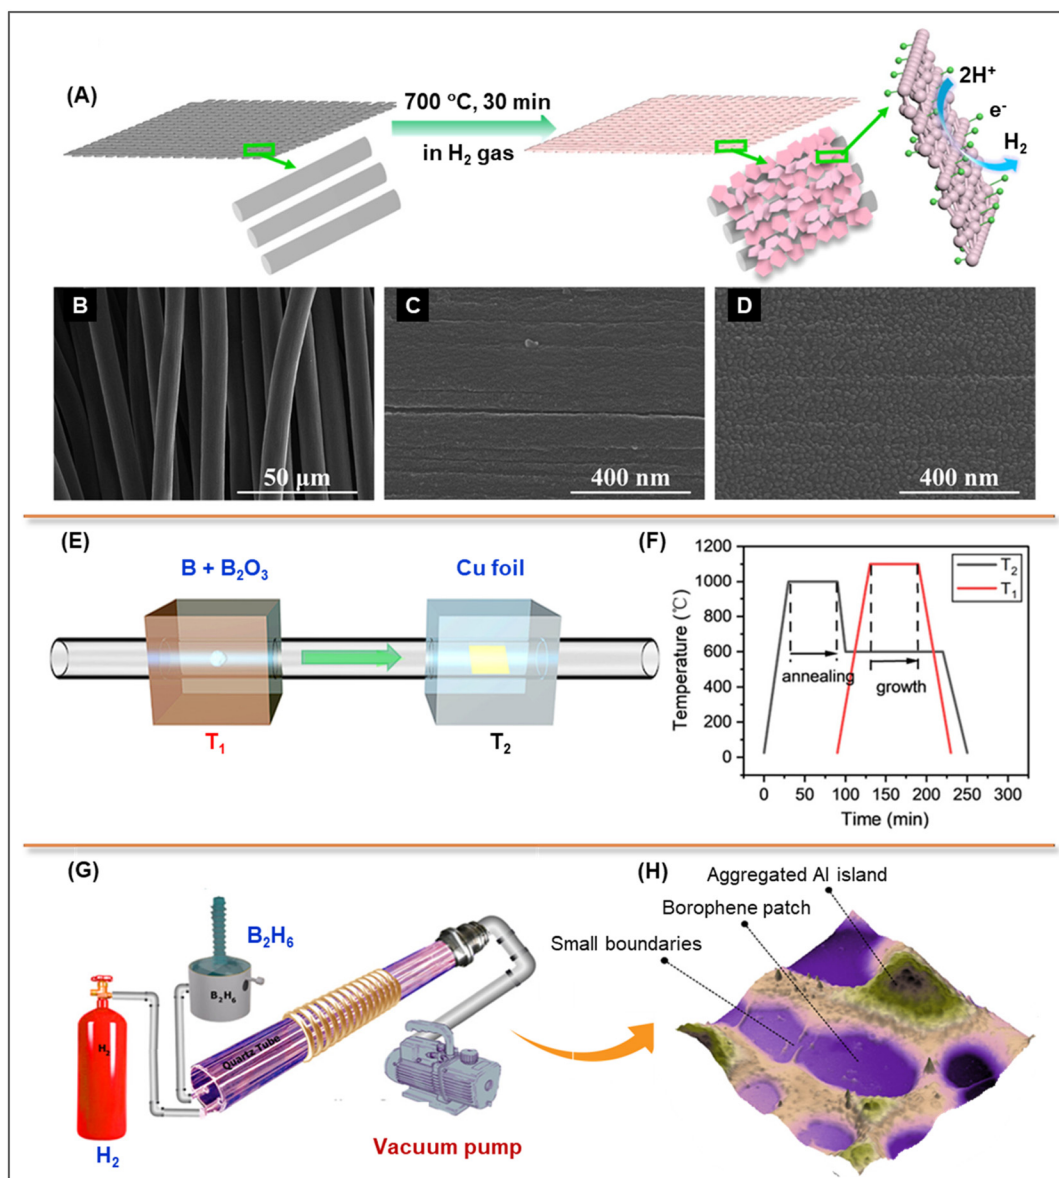 (A)
700 °C, 30 min
in H₂ gas
2H⁺
e⁻
H₂
B
50 µm
C
400 nm
D
400 nm
(E)
B + B₂O₃
Cu foil
T₁
T₂
(F)
1200
1000
800
600
400
200
0
Temperature (℃)
T₂
T₁
annealing
growth
0
50
100
150
200
250
300
Time (min)
(G)
B₂H₆
B₂H₆
H₂
Quartz Tube
H₂
Vacuum pump
(H)
Aggregated Al island
Borophene patch
Small boundaries